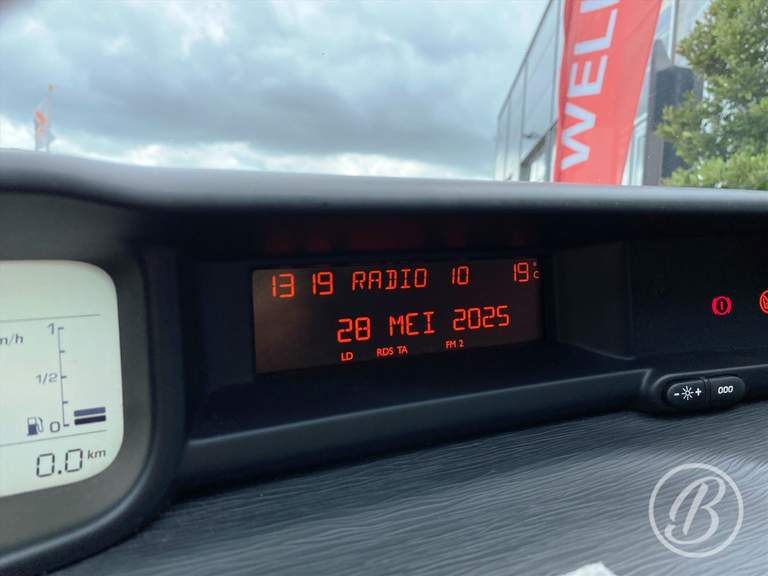 WEL
13 19 RADIO 10 19°C
28 MEI 2025
LD RDS TA FM 2
1
1/2
0
0.0 km
- +
000
B